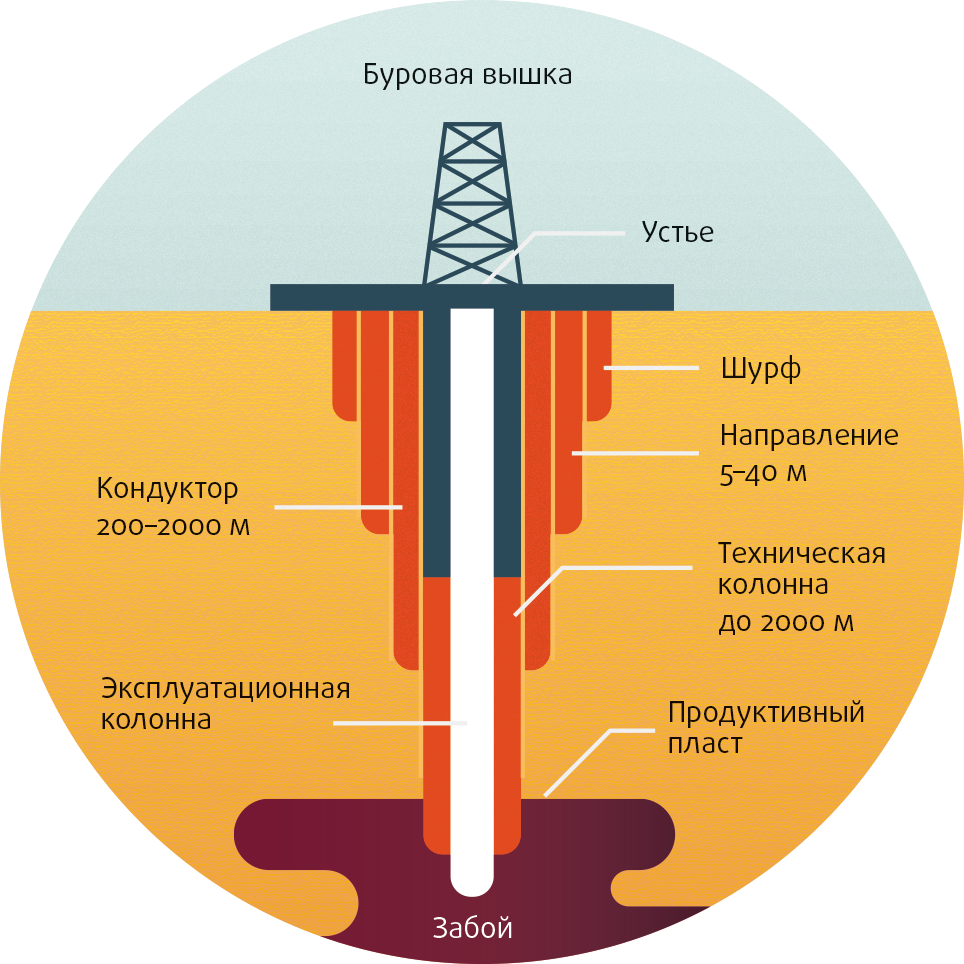 Буровая вышка
Устье
Шурф
Направление
5–40 м
Кондуктор
200–2000 м
Техническая
колонна
до 2000 м
Эксплуатационная
колонна
Продуктивный
пласт
Забой